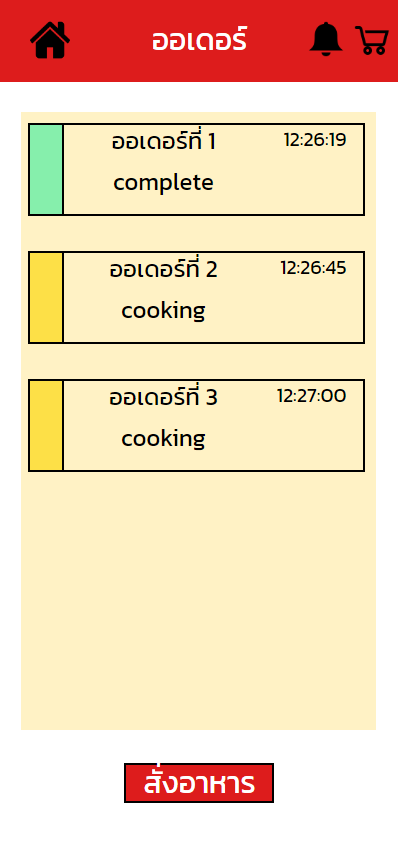 ออเดอร์
ออเดอร์ที่ 1 12:26:19
complete
ออเดอร์ที่ 2 12:26:45
cooking
ออเดอร์ที่ 3 12:27:00
cooking
สั่งอาหาร